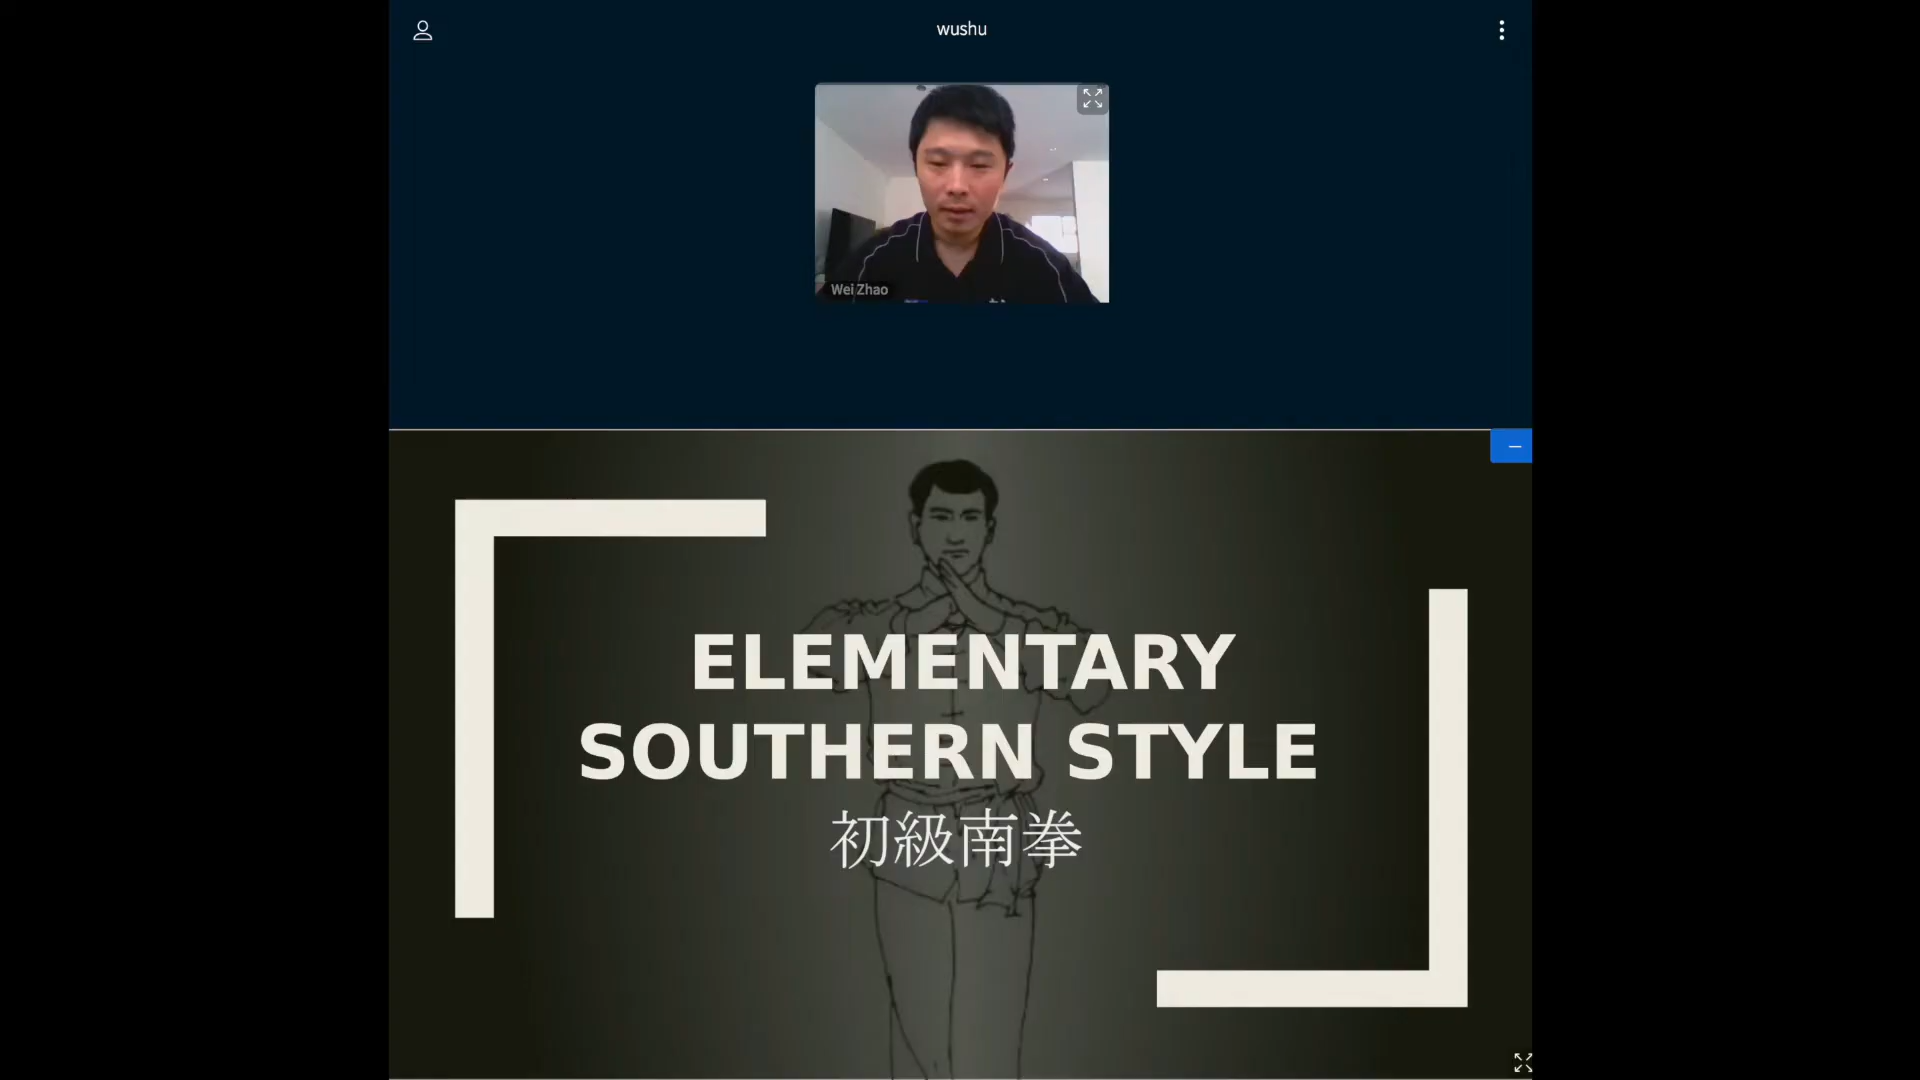 wushu
Wei Zhao
ELEMENTARY
SOUTHERN STYLE
初級南拳